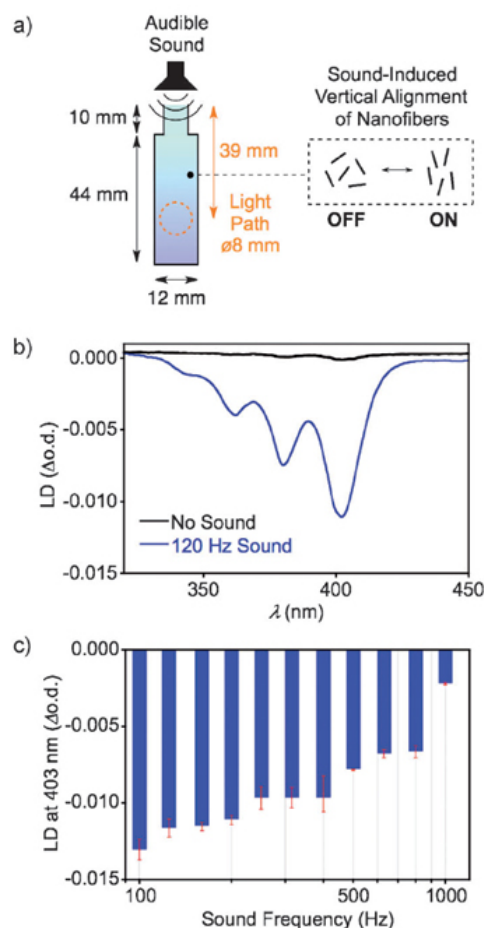 a)
Audible
Sound
10 mm
44 mm
39 mm
Light
Path
ø8 mm
12 mm
Sound-Induced
Vertical Alignment
of Nanofibers
OFF
ON
b)
0.000
-0.005
-0.010
-0.015
LD (Δo.d.)
No Sound
120 Hz Sound
350
400
450
λ (nm)
c)
0.000
-0.005
-0.010
-0.015
LD at 403 nm (Δo.d.)
100
500
1000
Sound Frequency (Hz)